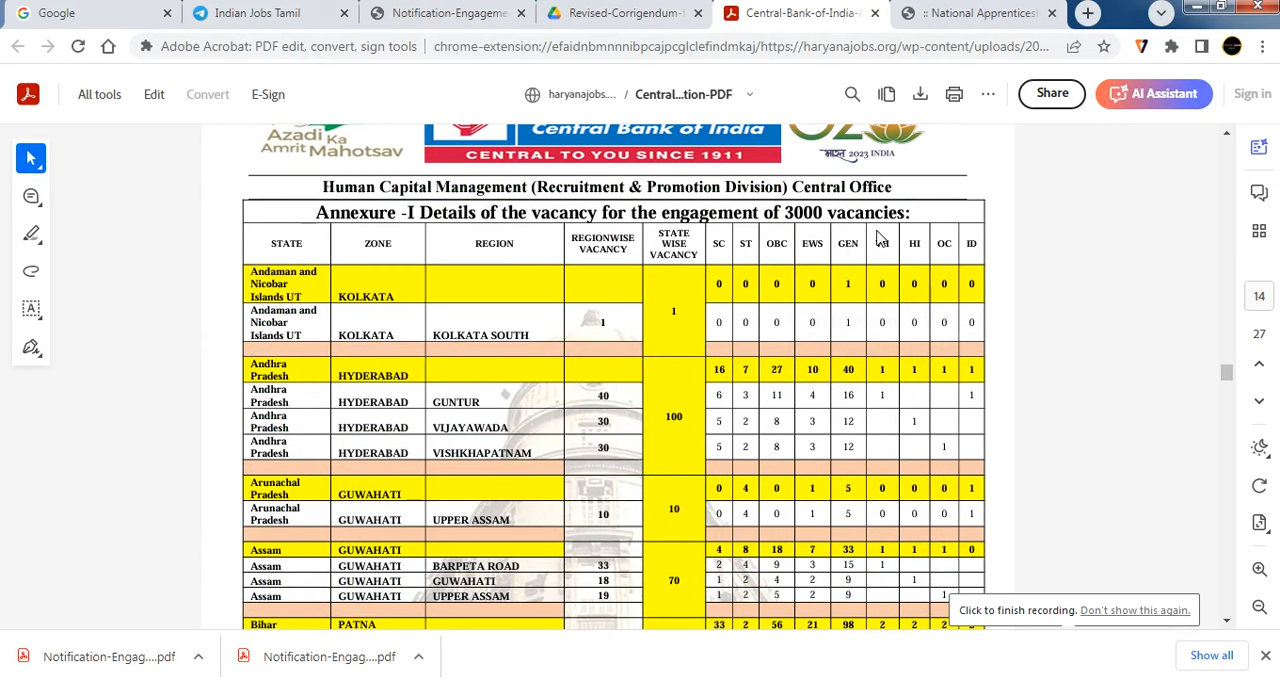 Google
Indian Jobs Tamil
Notification-Engageme
Revised-Corrigendum-
Central-Bank-of-India-
:: National Apprentices
Adobe Acrobat: PDF edit, convert, sign tools
chrome-extension://efaidnbmnnnibpcajpcglclefindmkaj/https://haryanajobs.org/wp-content/uploads/20...
All tools Edit Convert E-Sign haryanajobs... / Central...tion-PDF Share AI Assistant Sign in
Azadi Ka
Amrit Mahotsav
Central Bank of India
CENTRAL TO YOU SINCE 1911
भारत 2023 INDIA
Human Capital Management (Recruitment & Promotion Division) Central Office
Annexure -I Details of the vacancy for the engagement of 3000 vacancies:
STATE ZONE REGION REGIONWISE VACANCY STATE WISE VACANCY SC ST OBC EWS GEN HI OC ID
Andaman and Nicobar Islands UT KOLKATA 1 0 0 0 0 1 0 0 0 0
Andaman and Nicobar Islands UT KOLKATA KOLKATA SOUTH 1 0 0 0 0 1 0 0 0 0
Andhra Pradesh HYDERABAD 100 16 7 27 10 40 1 1 1 1
Andhra Pradesh HYDERABAD GUNTUR 40 6 3 11 4 16 1 1
Andhra Pradesh HYDERABAD VIJAYAWADA 30 5 2 8 3 12 1
Andhra Pradesh HYDERABAD VISHKHAPATNAM 30 5 2 8 3 12 1
Arunachal Pradesh GUWAHATI 10 0 4 0 1 5 0 0 0 1
Arunachal Pradesh GUWAHATI UPPER ASSAM 10 0 4 0 1 5 0 0 0 1
Assam GUWAHATI 70 4 8 18 7 33 1 1 1 0
Assam GUWAHATI BARPETA ROAD 33 2 4 9 3 15 1
Assam GUWAHATI GUWAHATI 18 1 2 4 2 9 1
Assam GUWAHATI UPPER ASSAM 19 1 2 5 2 9 1
Bihar PATNA 33 2 56 21 98 2 2 2
14
27
Click to finish recording. Don't show this again.
Notification-Engag....pdf
Notification-Engag....pdf
Show all